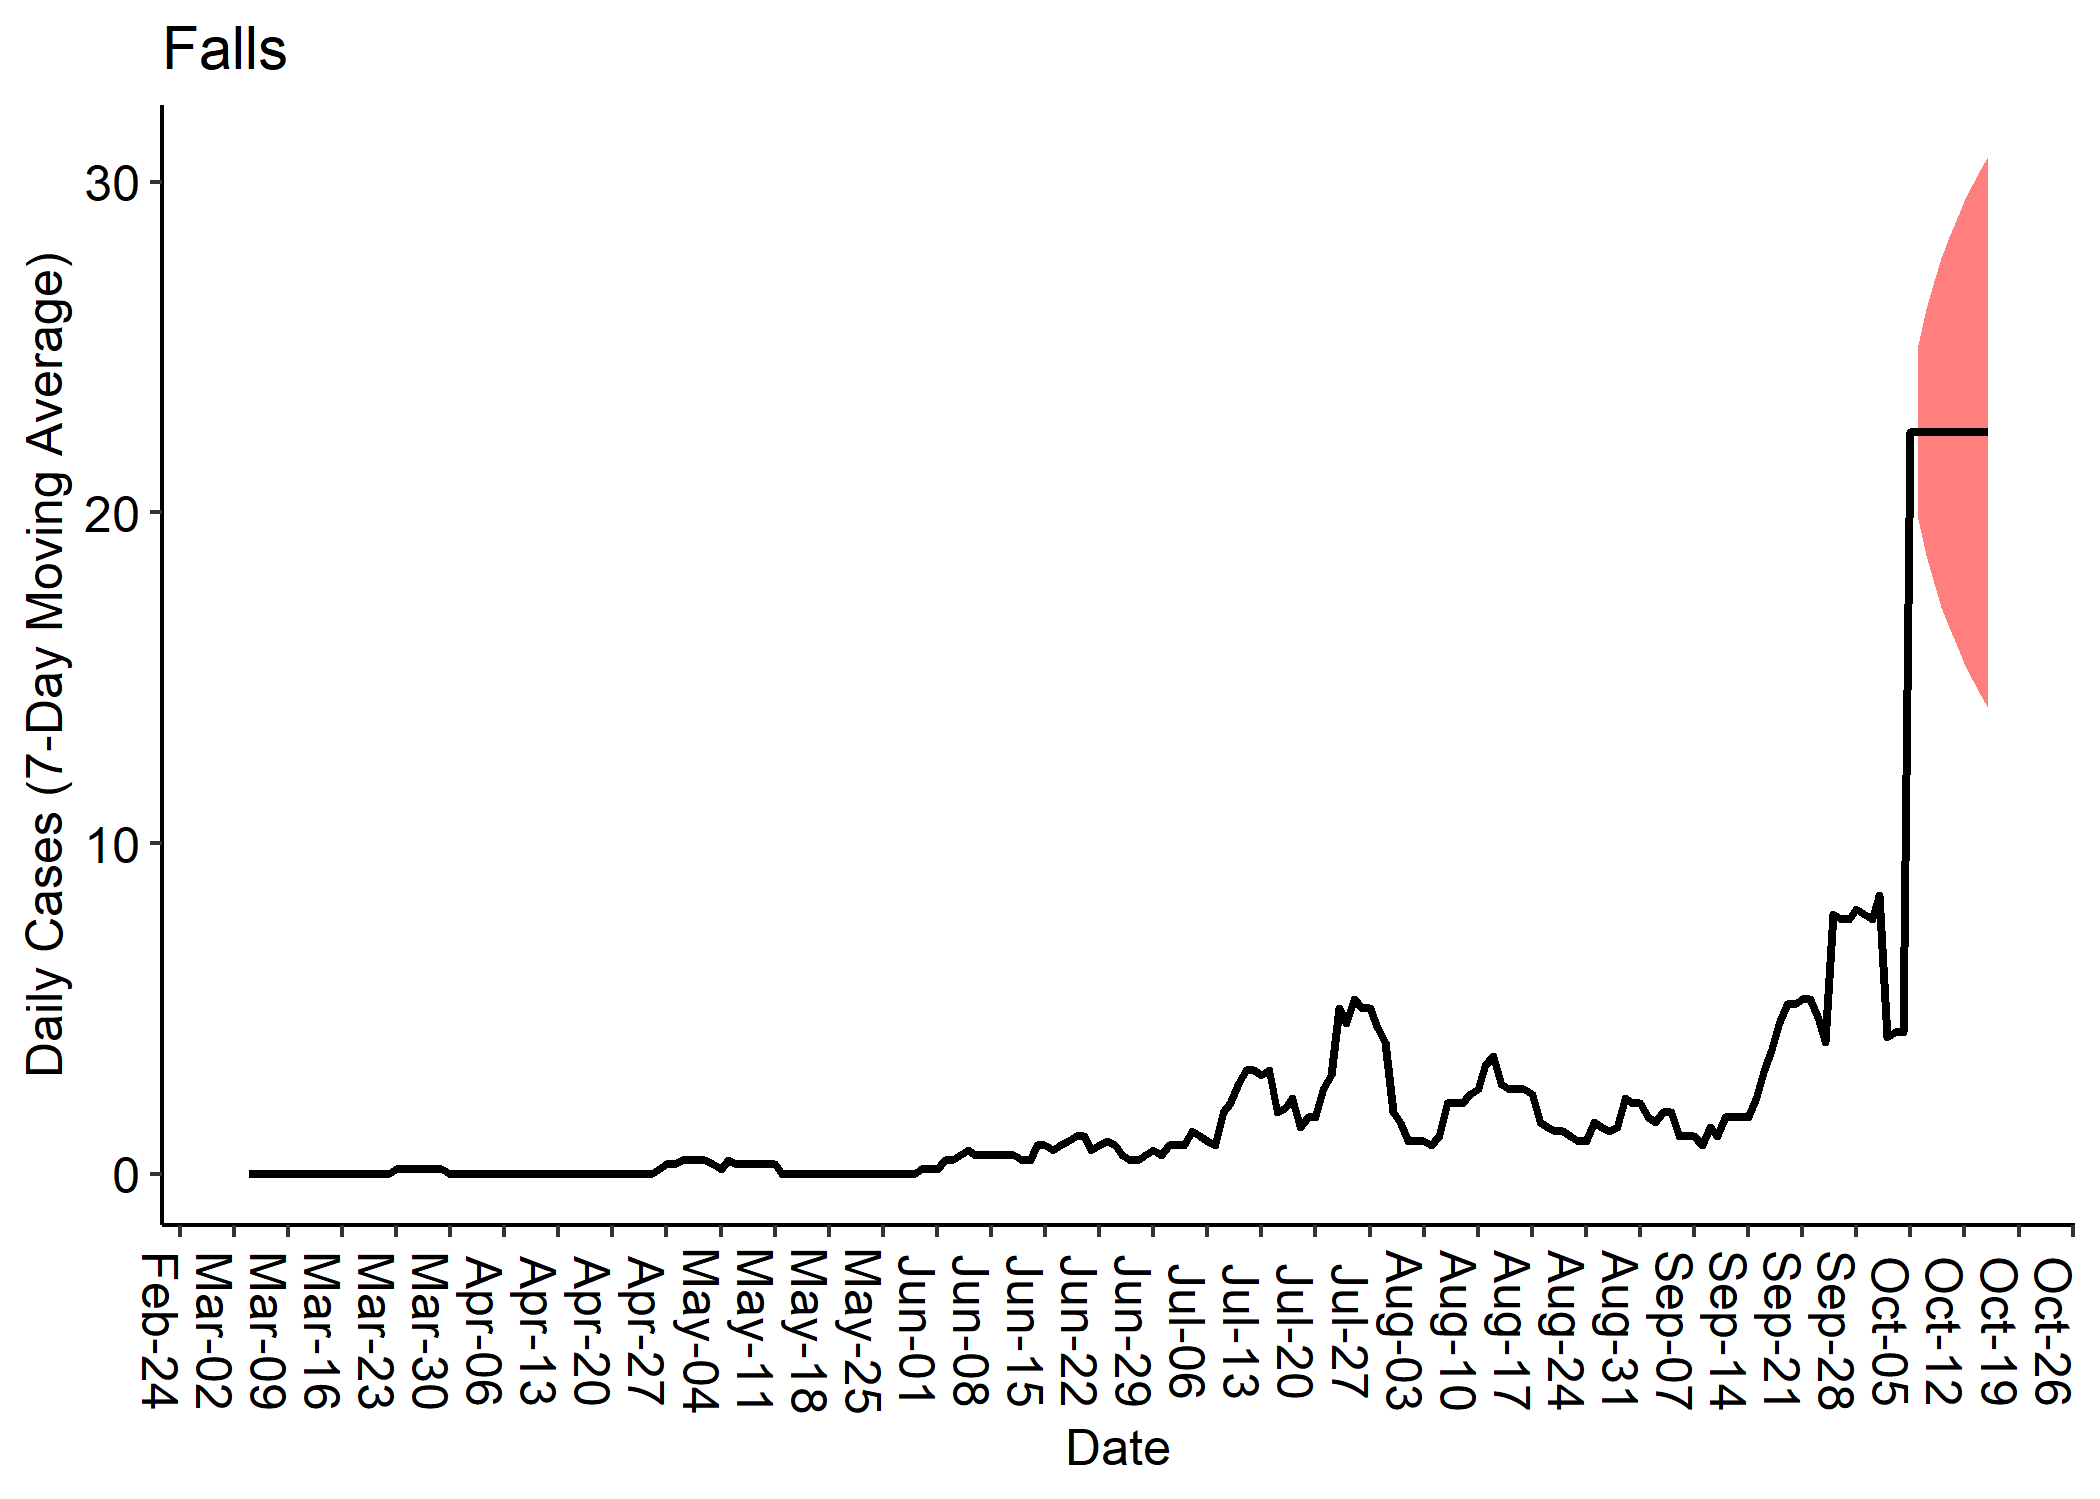 Falls
Daily Cases (7-Day Moving Average)
30
20
10
0
Feb-24
Mar-02
Mar-09
Mar-16
Mar-23
Mar-30
Apr-06
Apr-13
Apr-20
Apr-27
May-04
May-11
May-18
May-25
Jun-01
Jun-08
Jun-15
Jun-22
Jun-29
Jul-06
Jul-13
Jul-20
Jul-27
Aug-03
Aug-10
Aug-17
Aug-24
Aug-31
Sep-07
Sep-14
Sep-21
Sep-28
Oct-05
Oct-12
Oct-19
Oct-26
Date